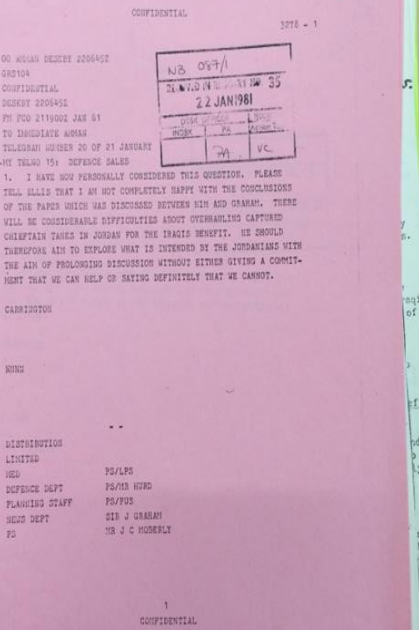 CONFIDENTIAL
3278 - 1
OO AMMAN DESKBY 220645Z
GRS104
CONFIDENTIAL
DESKBY 220645Z
FM FCO 211900Z JAN 81
TO IMMEDIATE AMMAN
TELEGRAM NUMBER 20 OF 21 JANUARY
MY TELNO 15: DEFENCE SALES
NB 087/1
35
22 JAN 1981
INDEX PA
PA VC
1. I HAVE NOW PERSONALLY CONSIDERED THIS QUESTION. PLEASE
TELL ELLIS THAT I AM NOT COMPLETELY HAPPY WITH THE CONCLUSIONS
OF THE PAPER WHICH WAS DISCUSSED BETWEEN HIM AND GRAHAM. THERE
WILL BE CONSIDERABLE DIFFICULTIES ABOUT OVERHAULING CAPTURED
CHIEFTAIN TANKS IN JORDAN FOR THE IRAQIS BENEFIT. HE SHOULD
THEREFORE AIM TO EXPLORE WHAT IS INTENDED BY THE JORDANIANS WITH
THE AIM OF PROLONGING DISCUSSION WITHOUT EITHER GIVING A COMMIT-
MENT THAT WE CAN HELP OR SAYING DEFINITELY THAT WE CANNOT.
CARRINGTON
NNNN
- -
DISTRIBUTION
LIMITED
NED PS/LPS
DEFENCE DEPT PS/MR HURD
PLANNING STAFF PS/PUS
NEWS DEPT SIR J GRAHAM
PS MR J C MOBERLY
1
CONFIDENTIAL